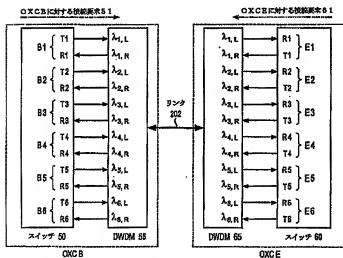 OXCBに対する接続要求51
OXCEに対する接続要求61
B1 T1 λ1,L λ1,L R1 E1
R1 λ1,R λ1,R T1
B2 T2 λ2,L λ2,L R2 E2
R2 λ2,R λ2,R T2
B3 T3 λ3,L リンク λ3,L R3 E3
R3 λ3,R 202 λ3,R T3
B4 T4 λ4,L λ4,L R4 E4
R4 λ4,R λ4,R T4
B5 T5 λ5,L λ5,L R5 E5
R5 λ5,R λ5,R T5
B6 T6 λ6,L λ6,L R6 E6
R6 λ6,R λ6,R T6
スイッチ 50 DWDM 55 DWDM 65 スイッチ 60
OXCB OXCE